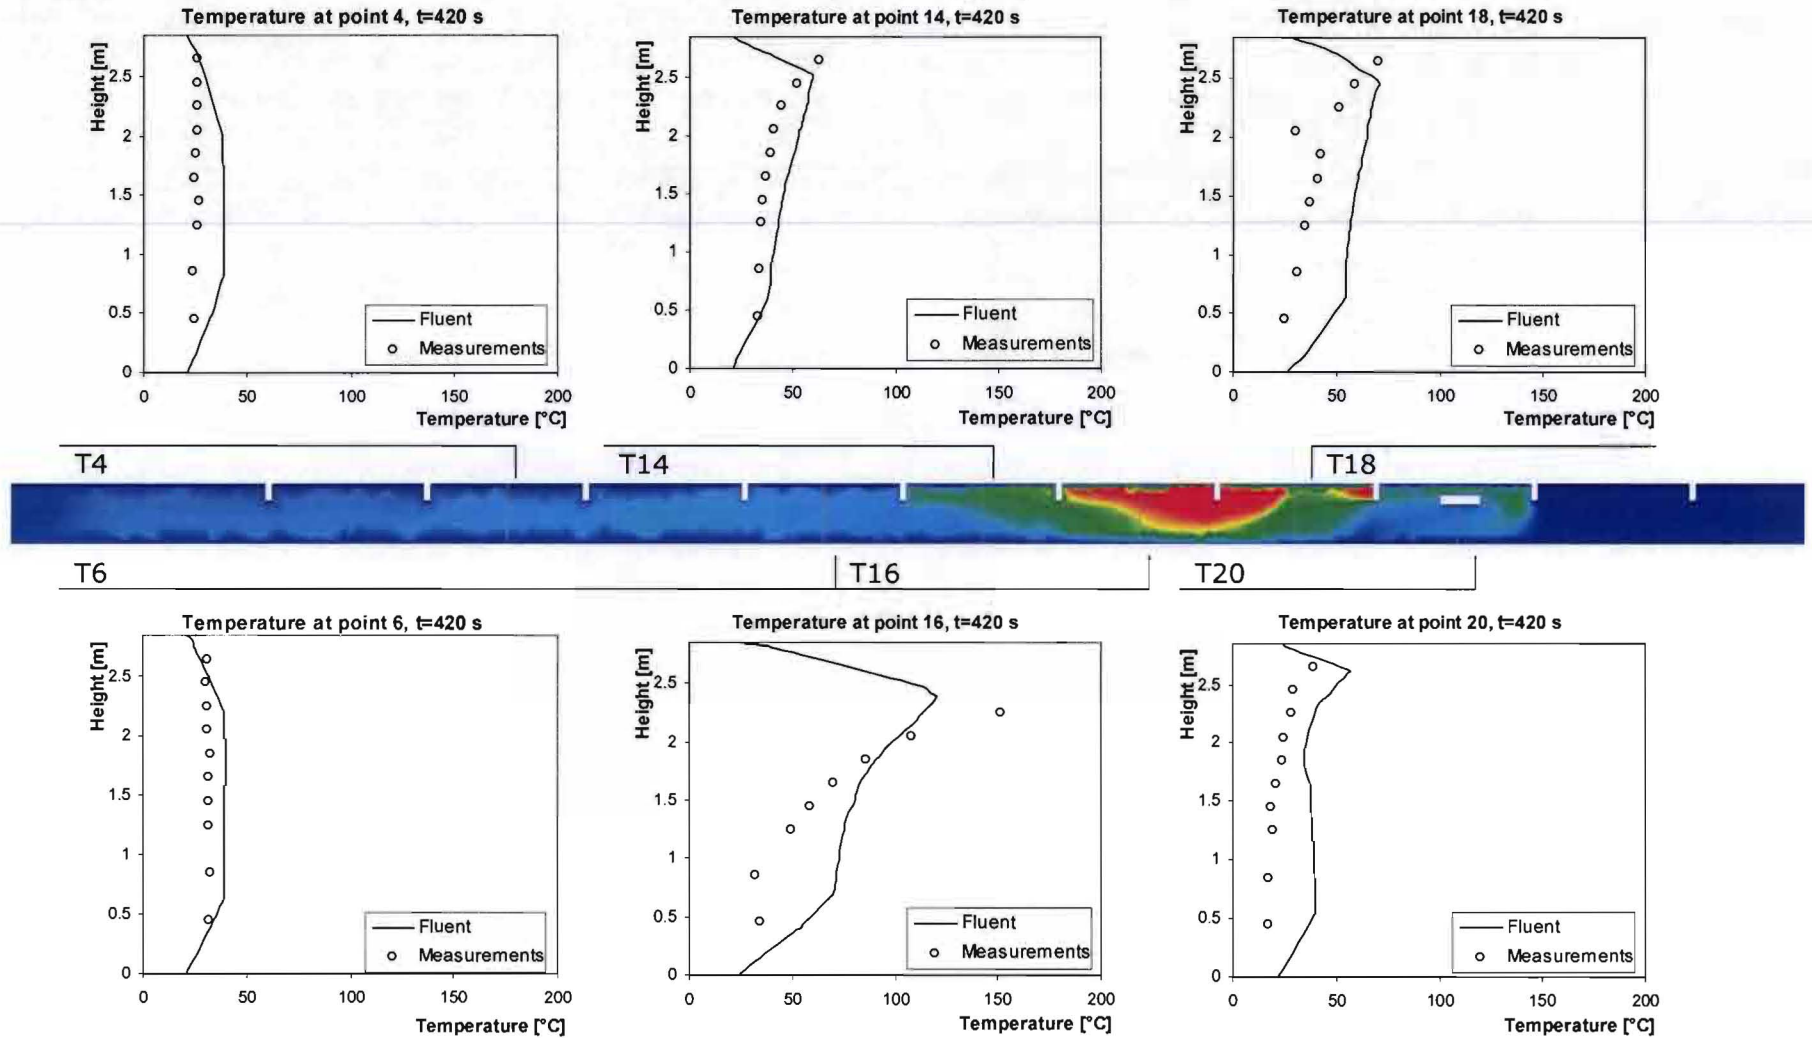 Temperature at point 4, t=420 s
Height [m]
2.5
2
1.5
1
0.5
0
0 50 100 150 200
Temperature [°C]
Fluent
Measurements
Temperature at point 14, t=420 s
Height [m]
2.5
2
1.5
1
0.5
0
0 50 100 150 200
Temperature [°C]
Fluent
Measurements
Temperature at point 18, t=420 s
Height [m]
2.5
2
1.5
1
0.5
0
0 50 100 150 200
Temperature [°C]
Fluent
Measurements
T4
T14
T18
T6
T16
T20
Temperature at point 6, t=420 s
Height [m]
2.5
2
1.5
1
0.5
0
0 50 100 150 200
Temperature [°C]
Fluent
Measurements
Temperature at point 16, t=420 s
Height [m]
2.5
2
1.5
1
0.5
0
0 50 100 150 200
Temperature [°C]
Fluent
Measurements
Temperature at point 20, t=420 s
Height [m]
2.5
2
1.5
1
0.5
0
0 50 100 150 200
Temperature [°C]
Fluent
Measurements